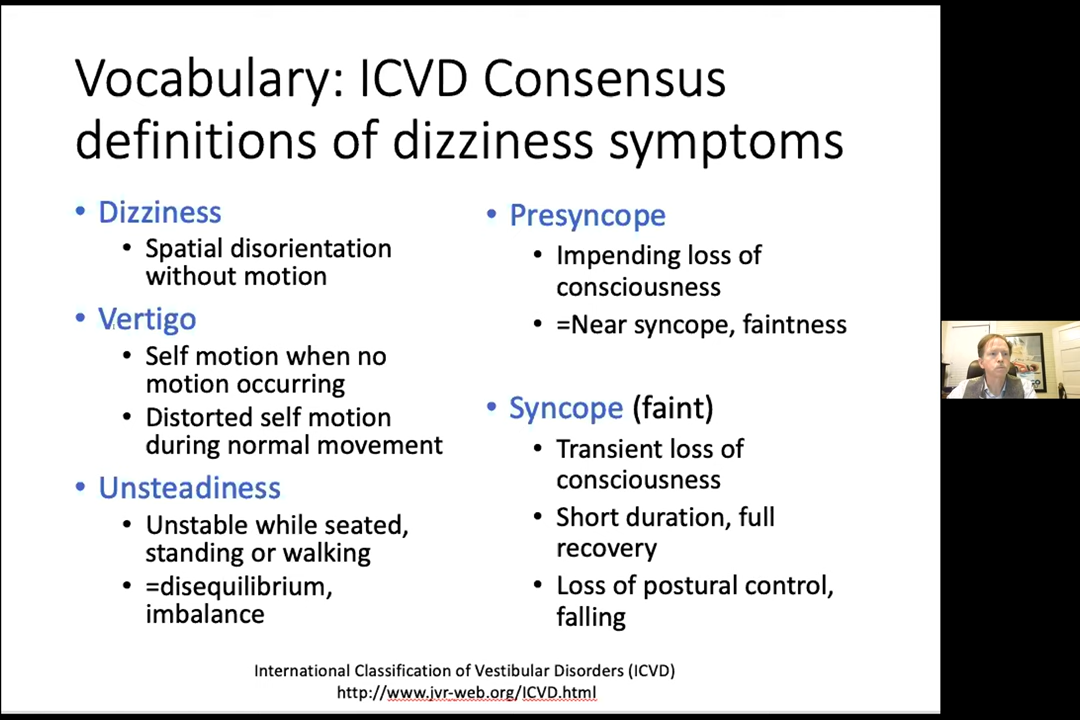 Vocabulary: ICVD Consensus
definitions of dizziness symptoms
• Dizziness
• Spatial disorientation
without motion
• Vertigo
• Self motion when no
motion occurring
• Distorted self motion
during normal movement
• Unsteadiness
• Unstable while seated,
standing or walking
• =disequilibrium,
imbalance
• Presyncope
• Impending loss of
consciousness
• =Near syncope, faintness
• Syncope (faint)
• Transient loss of
consciousness
• Short duration, full
recovery
• Loss of postural control,
falling
International Classification of Vestibular Disorders (ICVD)
http://www.jvr-web.org/ICVD.html